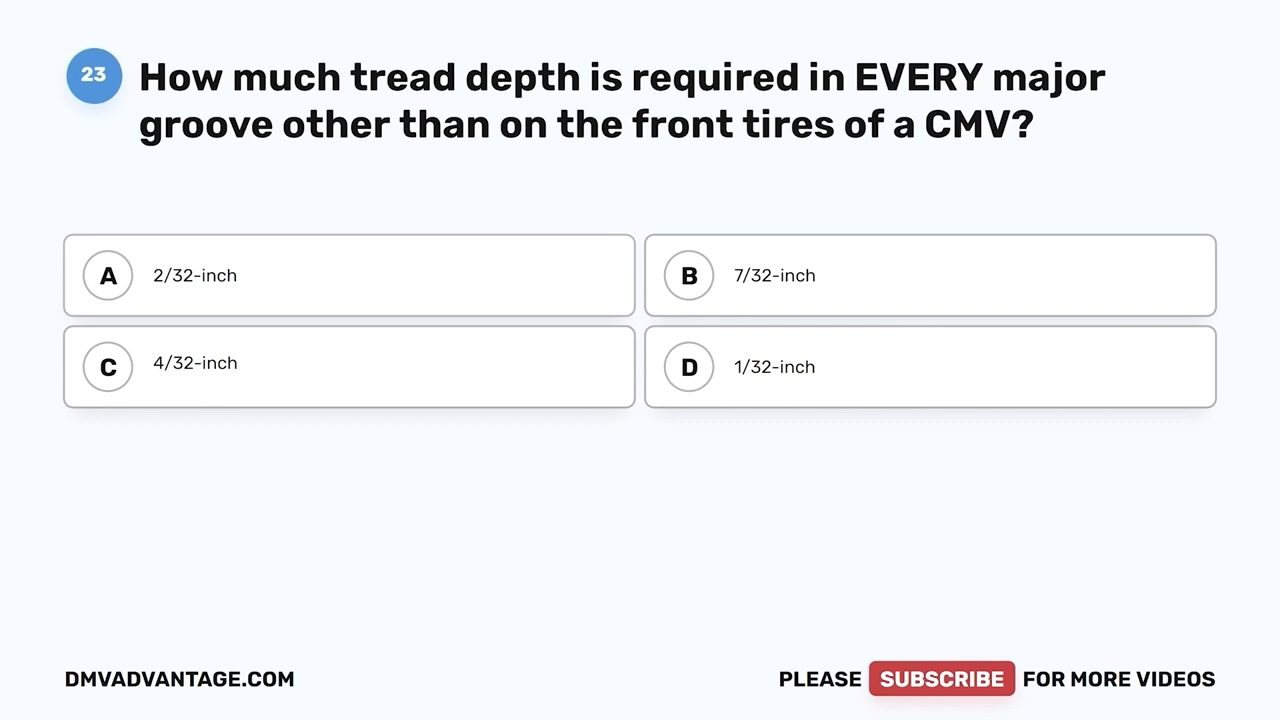 23
How much tread depth is required in EVERY major
groove other than on the front tires of a CMV?
A 2/32-inch
B 7/32-inch
C 4/32-inch
D 1/32-inch
DMVADVANTAGE.COM
PLEASE SUBSCRIBE FOR MORE VIDEOS